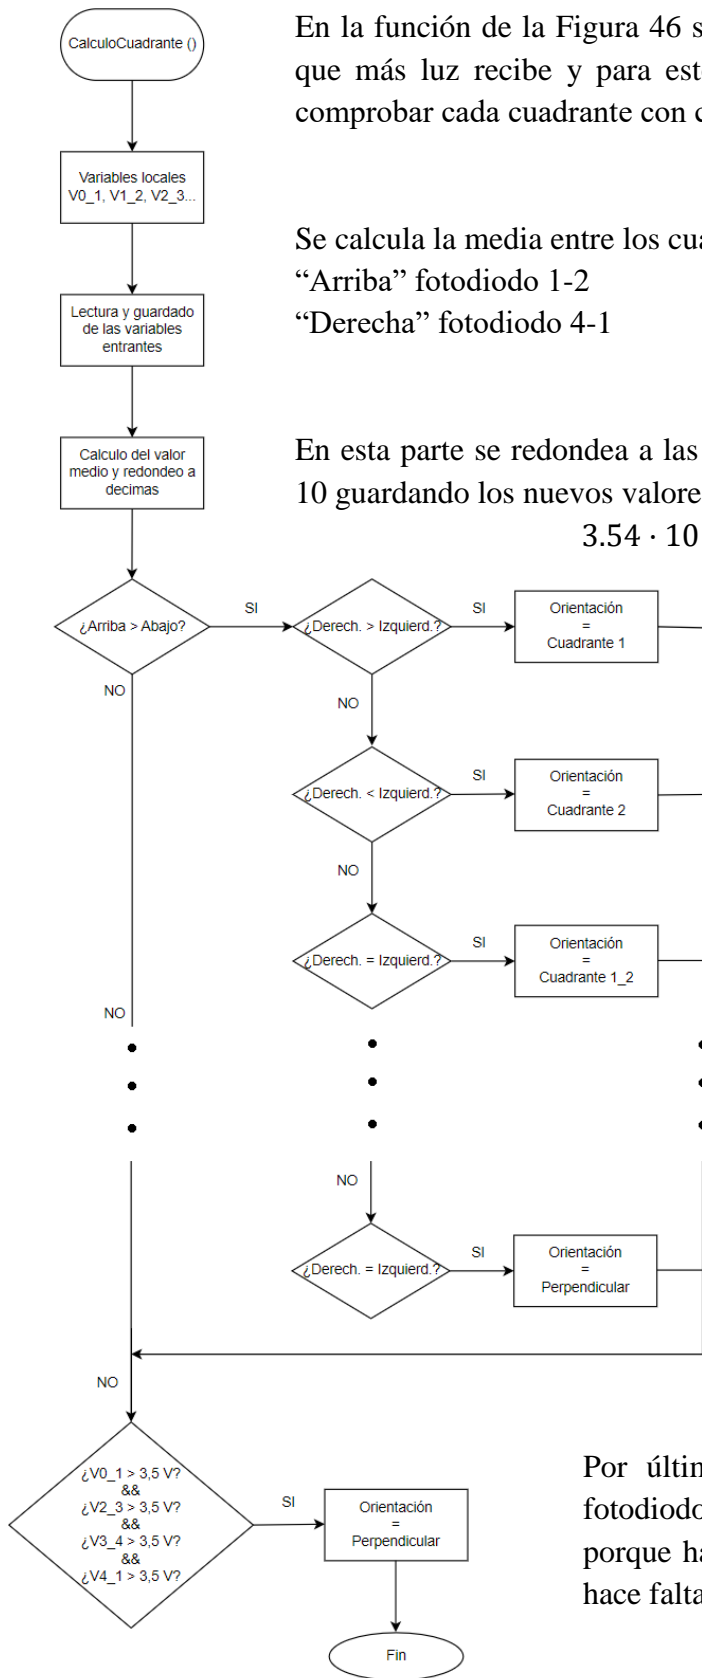 CalculoCuadrante ()
En la función de la Figura 46 s
que más luz recibe y para est
comprobar cada cuadrante con c
Variables locales
V0_1, V1_2, V2_3...
Se calcula la media entre los cua
“Arriba” fotodiodo 1-2
“Derecha” fotodiodo 4-1
Lectura y guardado
de las variables
entrantes
Calculo del valor
medio y redondeo a
decimas
En esta parte se redondea a las
10 guardando los nuevos valore
3.54 · 10
¿Arriba > Abajo?
SI
¿Derech. > Izquierd.?
SI
Orientación
=
Cuadrante 1
NO
NO
¿Derech. < Izquierd.?
SI
Orientación
=
Cuadrante 2
NO
¿Derech. = Izquierd.?
SI
Orientación
=
Cuadrante 1_2
NO
NO
¿Derech. = Izquierd.?
SI
Orientación
=
Perpendicular
NO
¿V0_1 > 3,5 V?
&&
¿V2_3 > 3,5 V?
&&
¿V3_4 > 3,5 V?
&&
¿V4_1 > 3,5 V?
SI
Orientación
=
Perpendicular
Fin
Por últin
fotodiodo
porque ha
hace falta